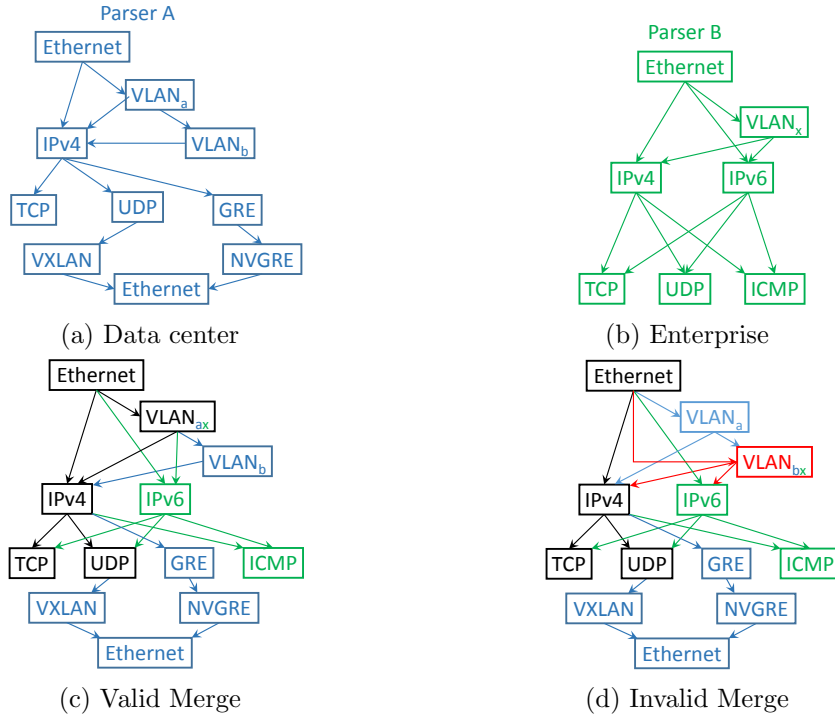 Parser A
Ethernet
VLANa
IPv4
VLANb
TCP
UDP
GRE
VXLAN
NVGRE
Ethernet
(a) Data center
Parser B
Ethernet
VLANx
IPv4
IPv6
TCP
UDP
ICMP
(b) Enterprise
Ethernet
VLANax
VLANb
IPv4
IPv6
TCP
UDP
GRE
ICMP
VXLAN
NVGRE
Ethernet
(c) Valid Merge
Ethernet
VLANa
VLANbx
IPv4
IPv6
TCP
UDP
GRE
ICMP
VXLAN
NVGRE
Ethernet
(d) Invalid Merge